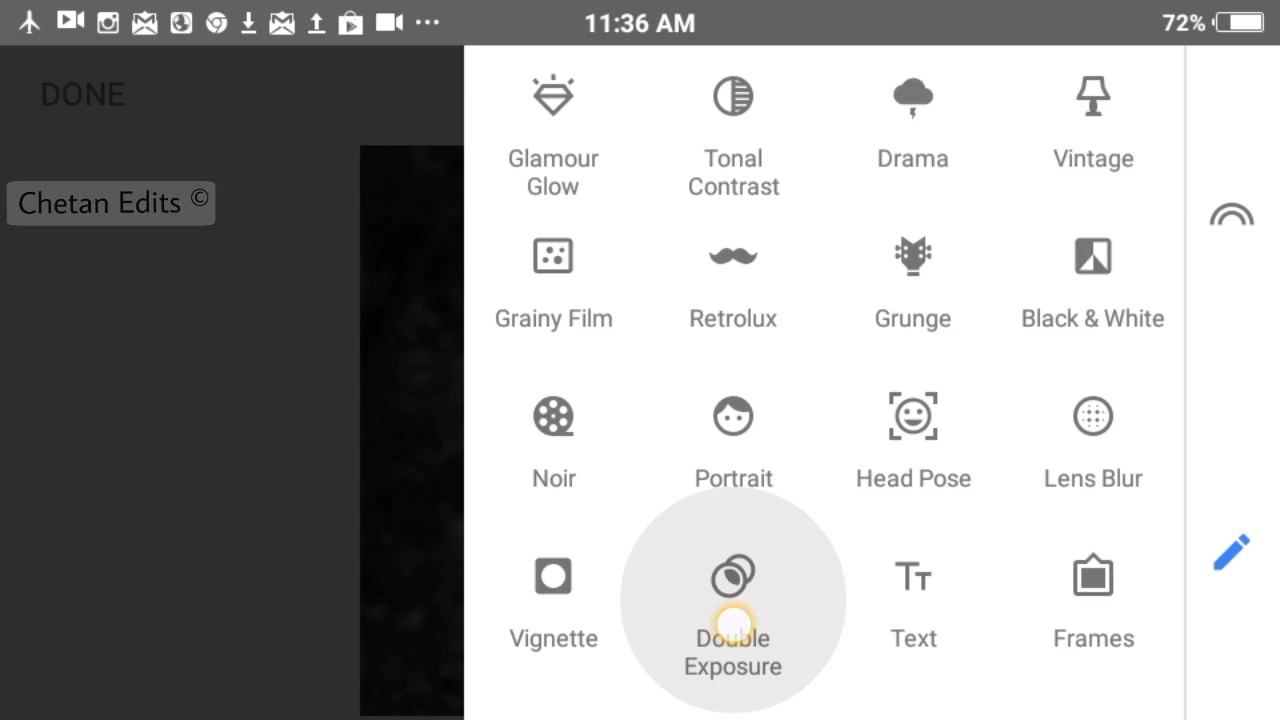 11:36 AM
72%
DONE
Chetan Edits ©
Glamour
Glow
Tonal
Contrast
Drama
Vintage
Grainy Film
Retrolux
Grunge
Black & White
Noir
Portrait
Head Pose
Lens Blur
Vignette
Double
Exposure
Text
Frames